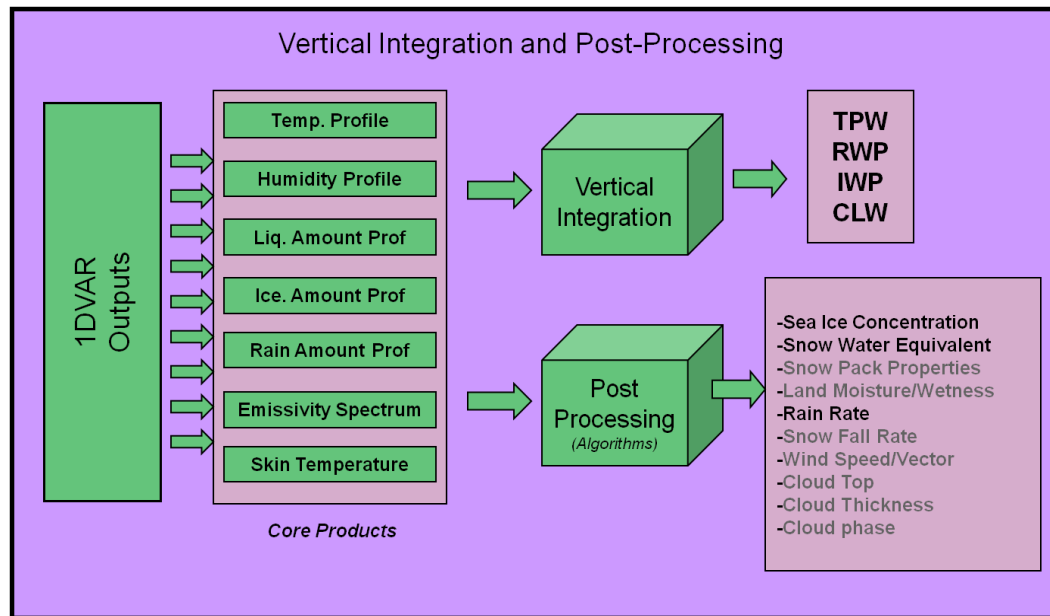 Vertical Integration and Post-Processing
1DVAR
Outputs
Temp. Profile
Humidity Profile
Liq. Amount Prof
Ice. Amount Prof
Rain Amount Prof
Emissivity Spectrum
Skin Temperature
Core Products
Vertical
Integration
TPW
RWP
IWP
CLW
Post
Processing
(Algorithms)
-Sea Ice Concentration
-Snow Water Equivalent
-Snow Pack Properties
-Land Moisture/Wetness
-Rain Rate
-Snow Fall Rate
-Wind Speed/Vector
-Cloud Top
-Cloud Thickness
-Cloud phase